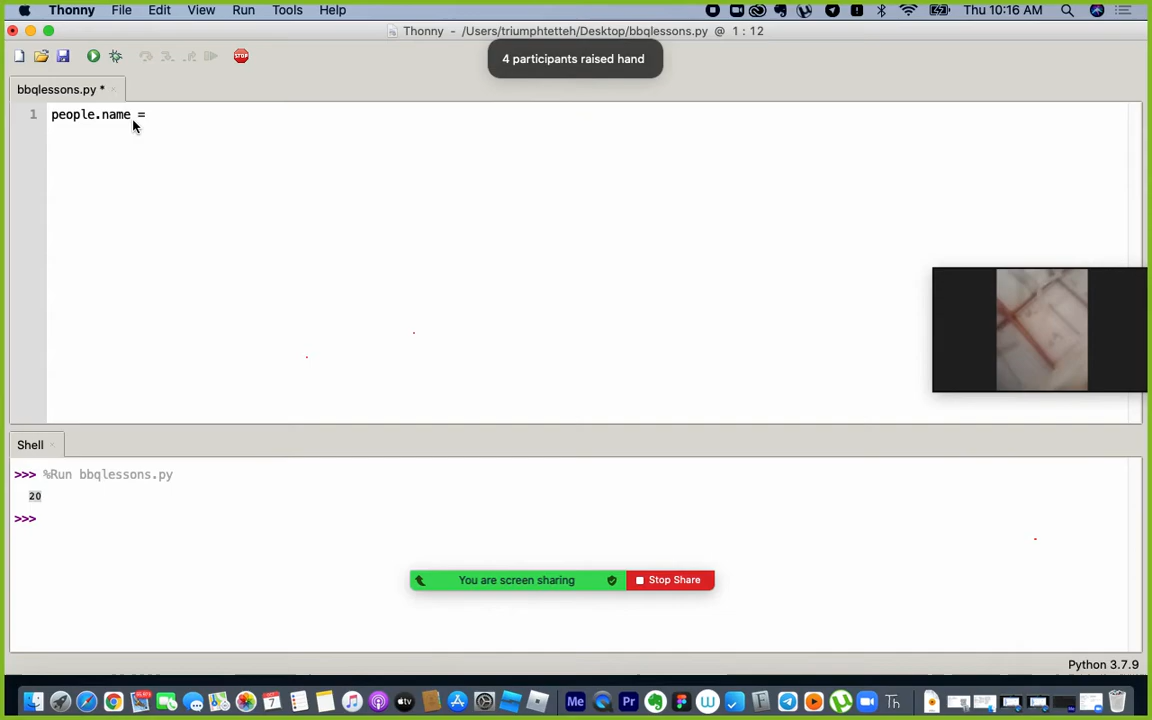 Thonny File Edit View Run Tools Help Thu 10:16 AM
Thonny - /Users/triumphtetteh/Desktop/bbqlessons.py @ 1 : 12
4 participants raised hand
STOP
bbqlessons.py *
1 people.name =
Shell
>>> %Run bbqlessons.py
20
>>>
You are screen sharing Stop Share
Python 3.7.9